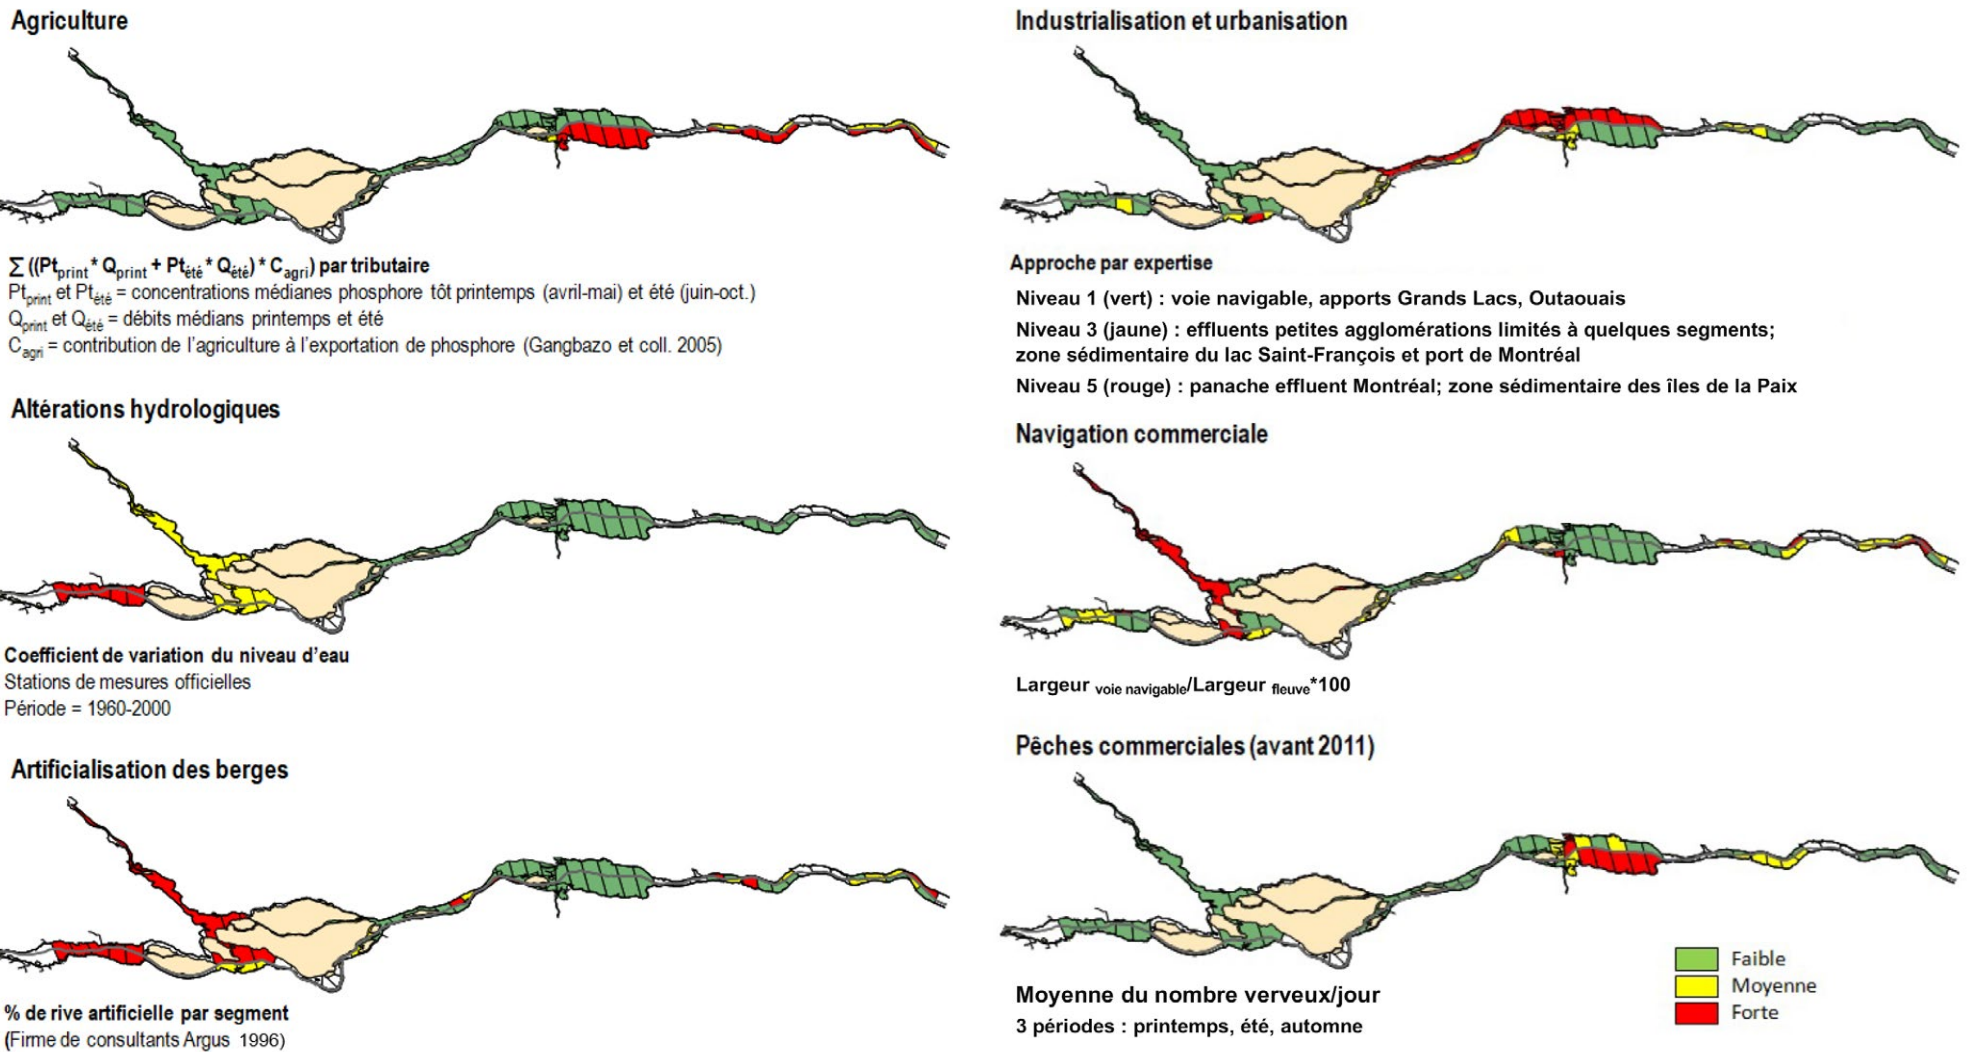 Agriculture
∑ ((Ptprint * Qprint + Ptété * Qété) * Cagri) par tributaire
Ptprint et Ptété = concentrations médianes phosphore tôt printemps (avril-mai) et été (juin-oct.)
Qprint et Qété = débits médians printemps et été
Cagri = contribution de l'agriculture à l'exportation de phosphore (Gangbazo et coll. 2005)
Altérations hydrologiques
Coefficient de variation du niveau d'eau
Stations de mesures officielles
Période = 1960-2000
Artificialisation des berges
% de rive artificielle par segment
(Firme de consultants Argus 1996)
Industrialisation et urbanisation
Approche par expertise
Niveau 1 (vert) : voie navigable, apports Grands Lacs, Outaouais
Niveau 3 (jaune) : effluents petites agglomérations limités à quelques segments;
zone sédimentaire du lac Saint-François et port de Montréal
Niveau 5 (rouge) : panache effluent Montréal; zone sédimentaire des îles de la Paix
Navigation commerciale
Largeur voie navigable/Largeur fleuve*100
Pêches commerciales (avant 2011)
Moyenne du nombre verveux/jour
3 périodes : printemps, été, automne
Faible
Moyenne
Forte